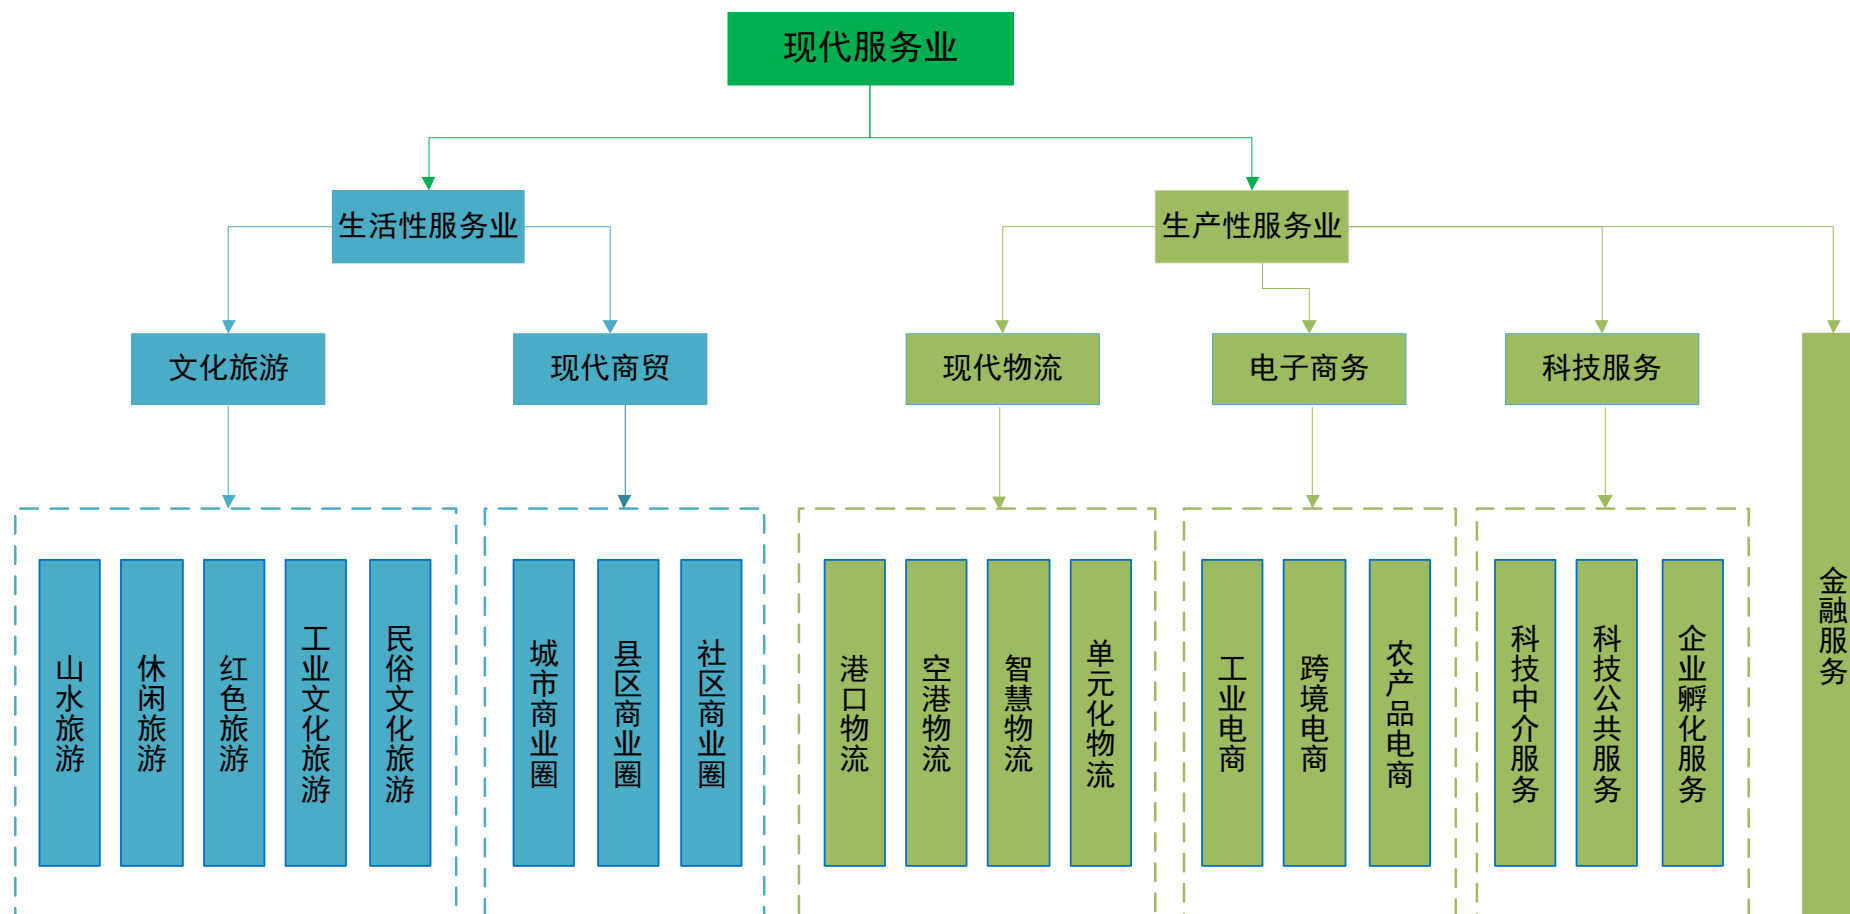 现代服务业
生活性服务业
生产性服务业
文化旅游
现代商贸
现代物流
电子商务
科技服务
金融服务
山水旅游
休闲旅游
红色旅游
工业文化旅游
民俗文化旅游
城市商业圈
县区商业圈
社区商业圈
港口物流
空港物流
智慧物流
单元化物流
工业电商
跨境电商
农产品电商
科技中介服务
科技公共服务
企业孵化服务